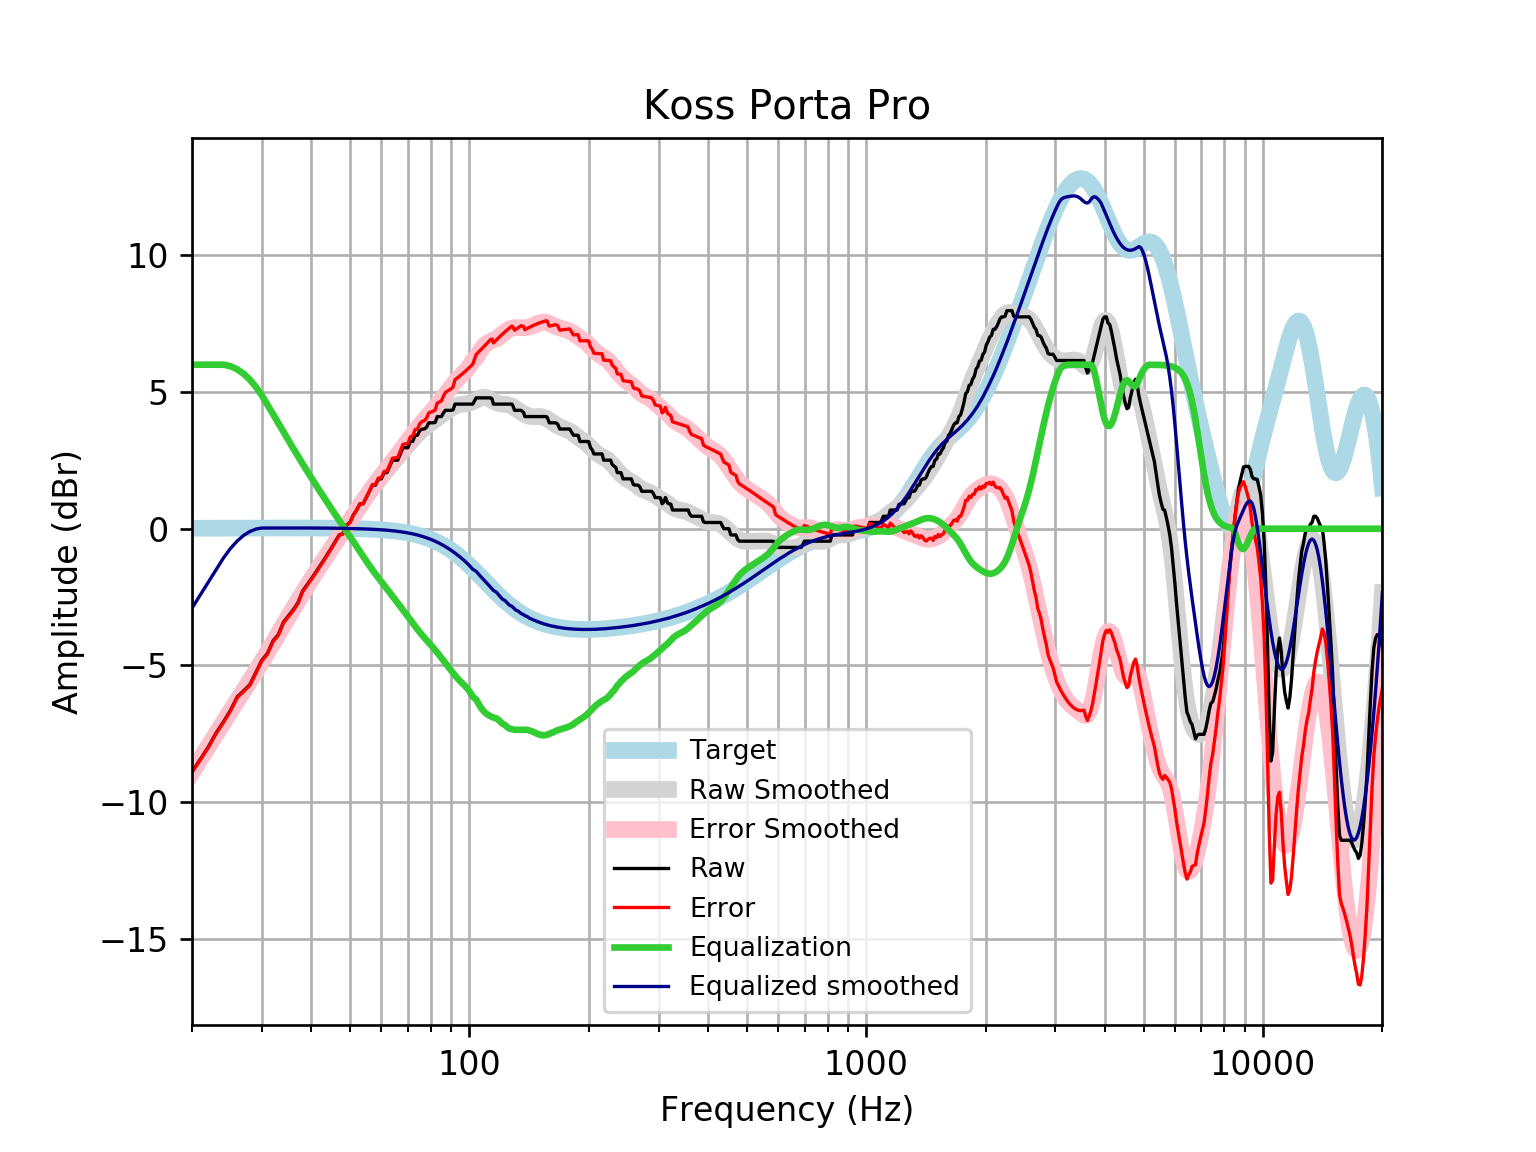 Koss Porta Pro
Amplitude (dBr)
10
5
0
−5
−10
−15
Target
Raw Smoothed
Error Smoothed
Raw
Error
Equalization
Equalized smoothed
100
1000
10000
Frequency (Hz)